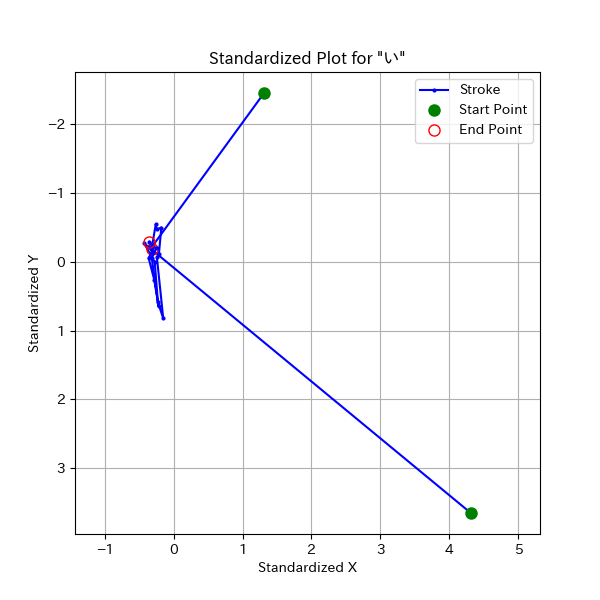 Standardized Plot for "い"
Stroke
Start Point
End Point
−2
−1
0
1
2
3
Standardized Y
−1 0 1 2 3 4 5
Standardized X